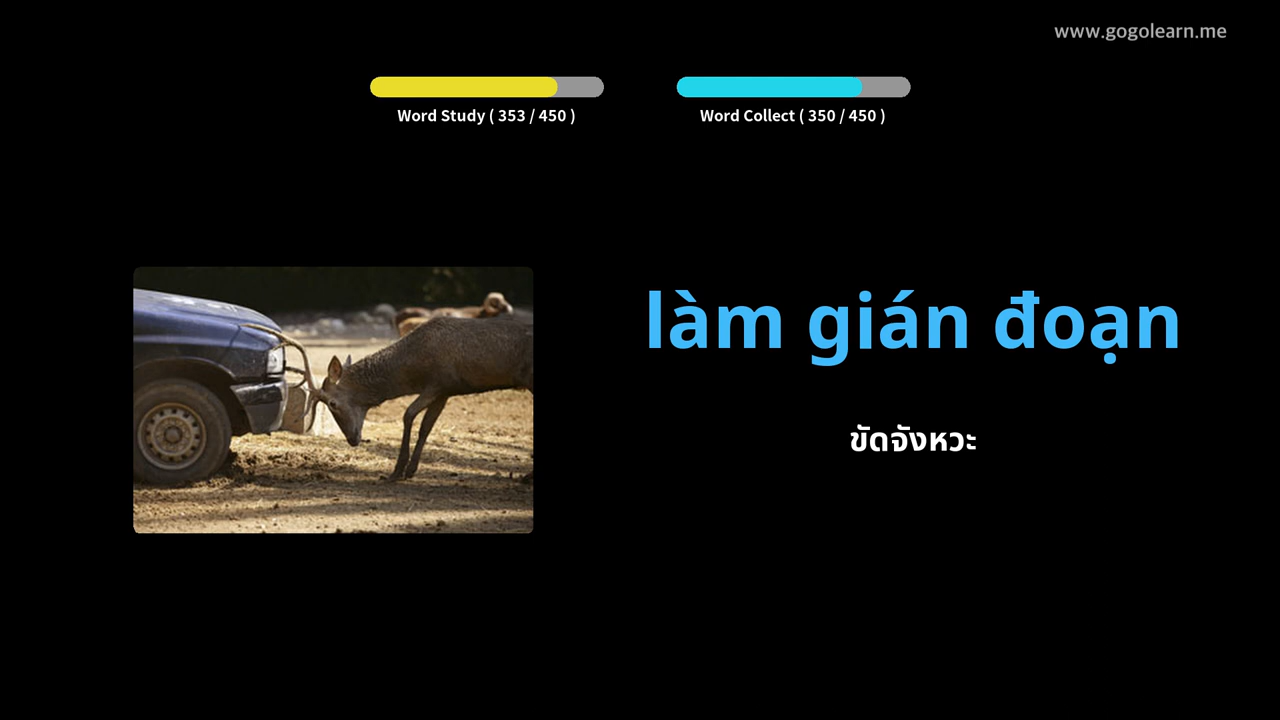 www.gogolearn.me
Word Study ( 353 / 450 )
Word Collect ( 350 / 450 )
làm gián đoạn
ขัดจังหวะ